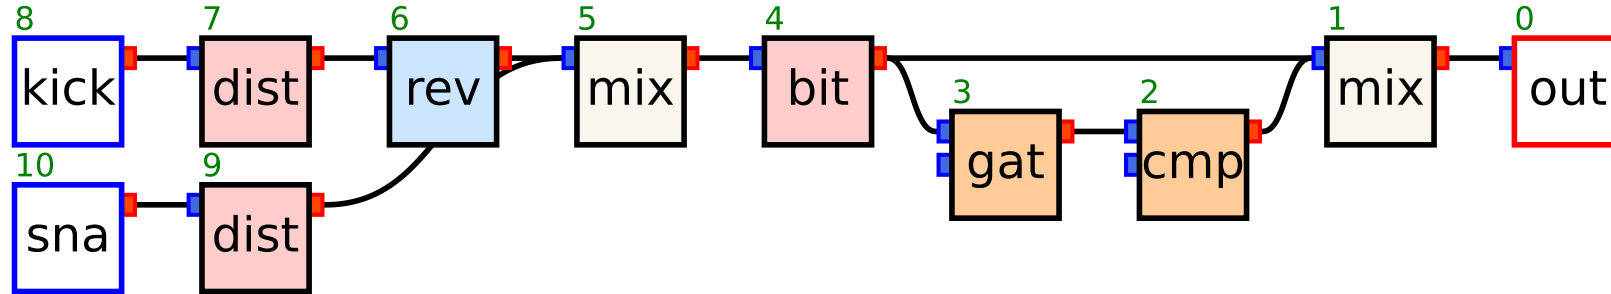 8 7 6 5 4 1 0
kick dist rev mix bit mix out
3 2
gat cmp
10 9
sna dist